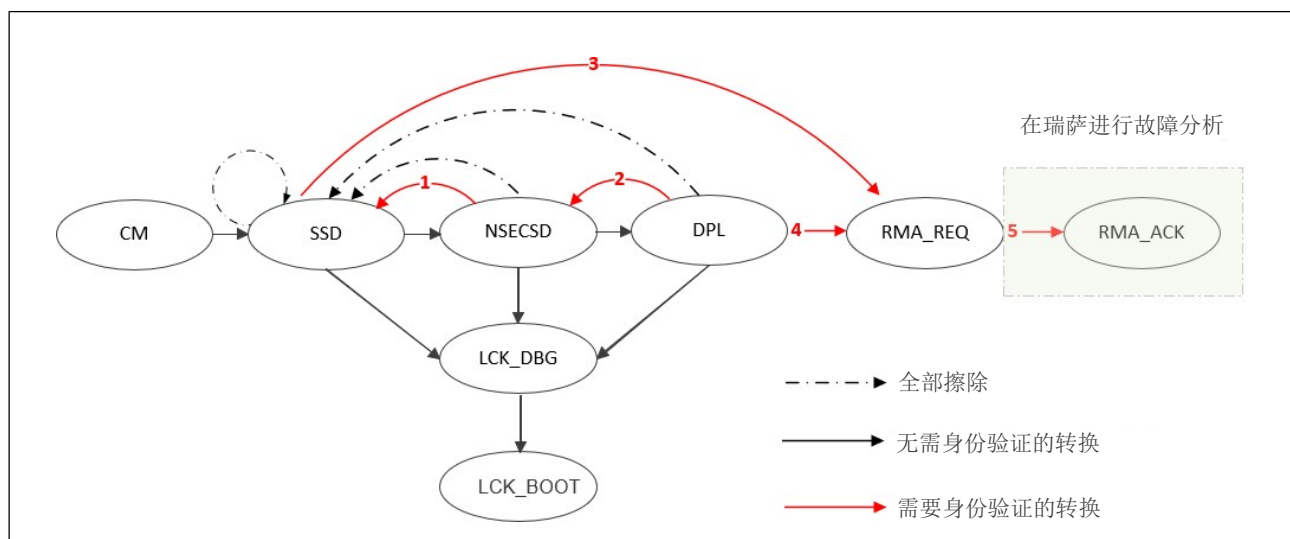 3
在瑞萨进行故障分析
1
2
CM
SSD
NSECSD
DPL
4
RMA_REQ
5
RMA_ACK
LCK_DBG
全部擦除
无需身份验证的转换
LCK_BOOT
需要身份验证的转换